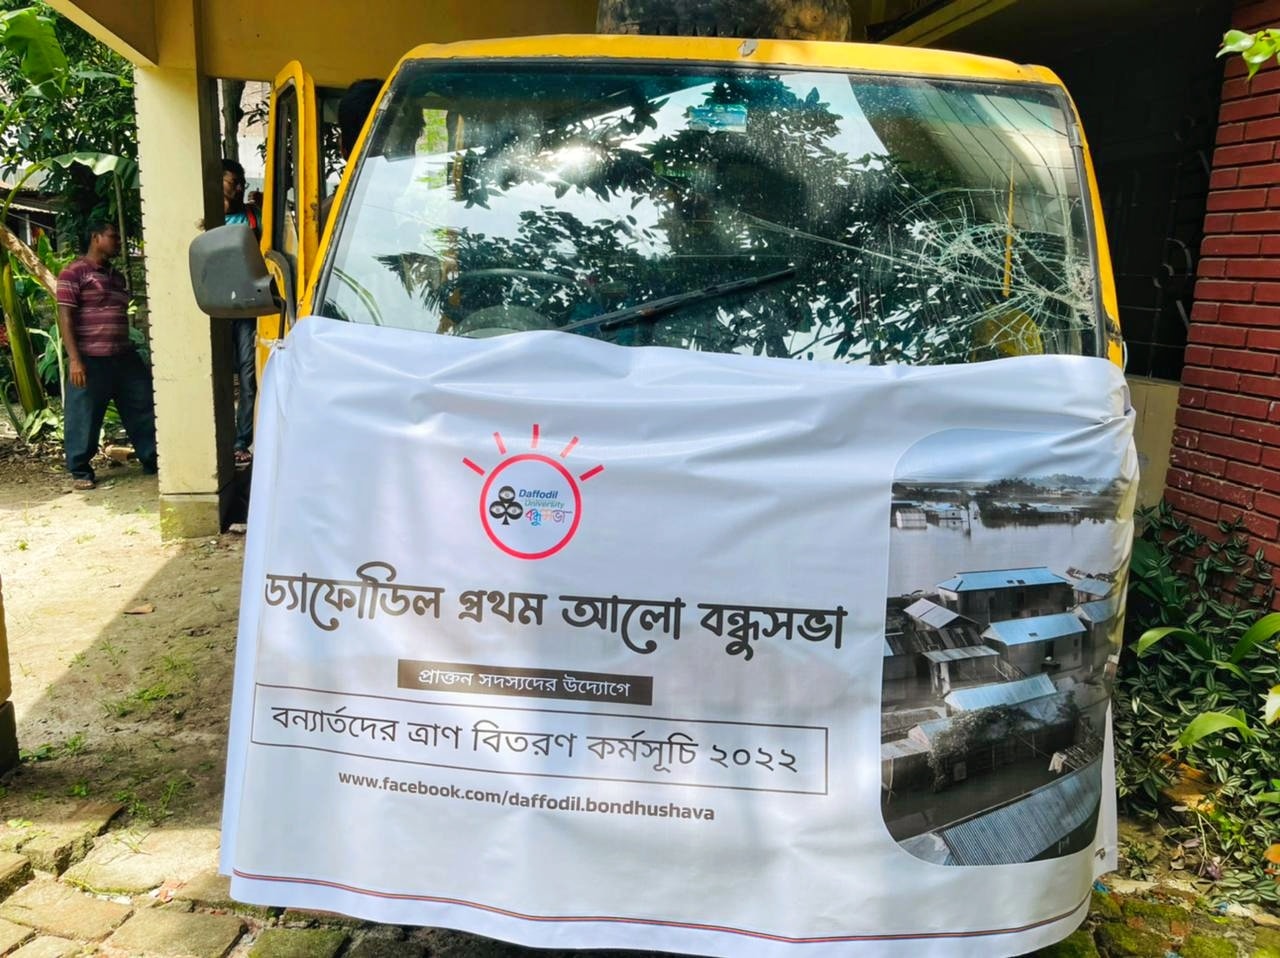 Daffodil
University
বন্ধুসভা
ড্যাফোডিল প্রথম আলো বন্ধুসভা
প্রাক্তন সদস্যদের উদ্যোগে
বন্যার্তদের ত্রাণ বিতরণ কর্মসূচি ২০২২
www.facebook.com/daffodil.bondhushava